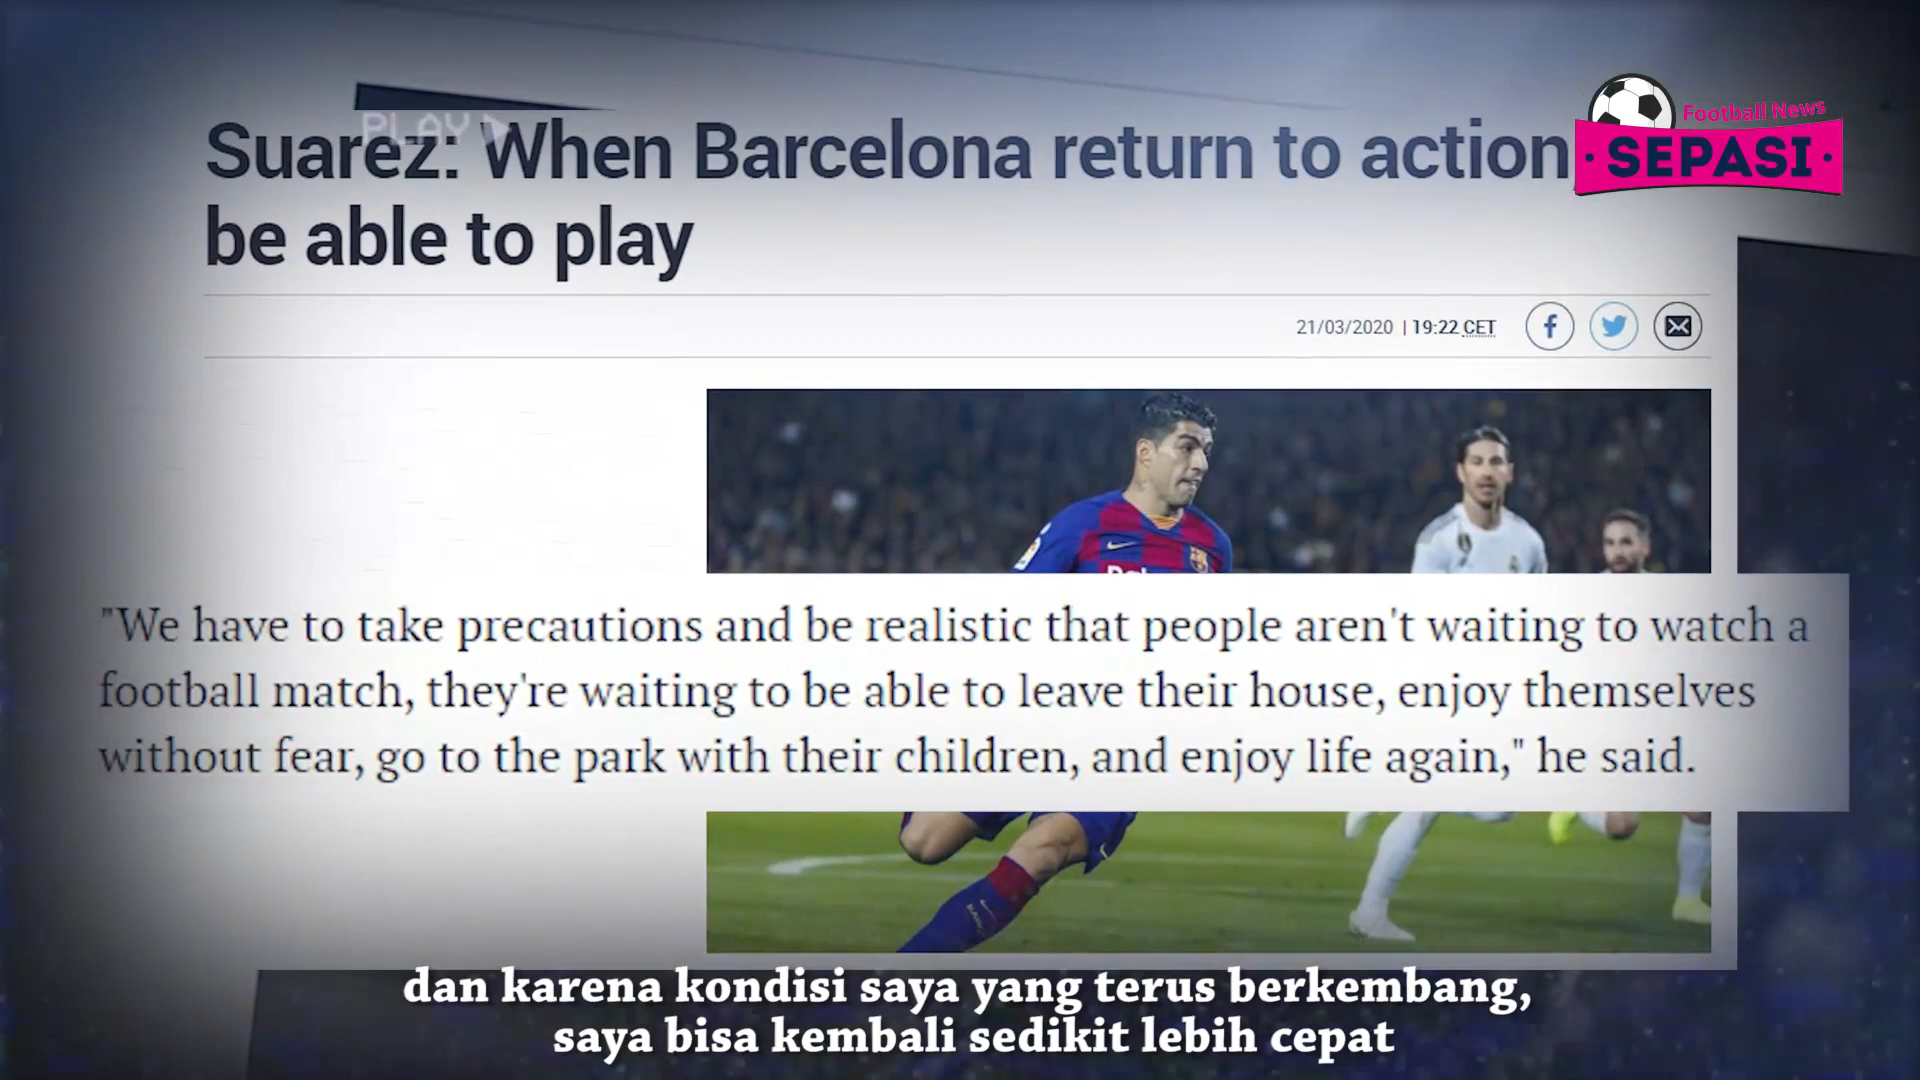 PLAY
Football News
SEPASI
Suarez: When Barcelona return to action
be able to play
21/03/2020 | 19:22 CET
"We have to take precautions and be realistic that people aren't waiting to watch a
football match, they're waiting to be able to leave their house, enjoy themselves
without fear, go to the park with their children, and enjoy life again," he said.
dan karena kondisi saya yang terus berkembang,
saya bisa kembali sedikit lebih cepat